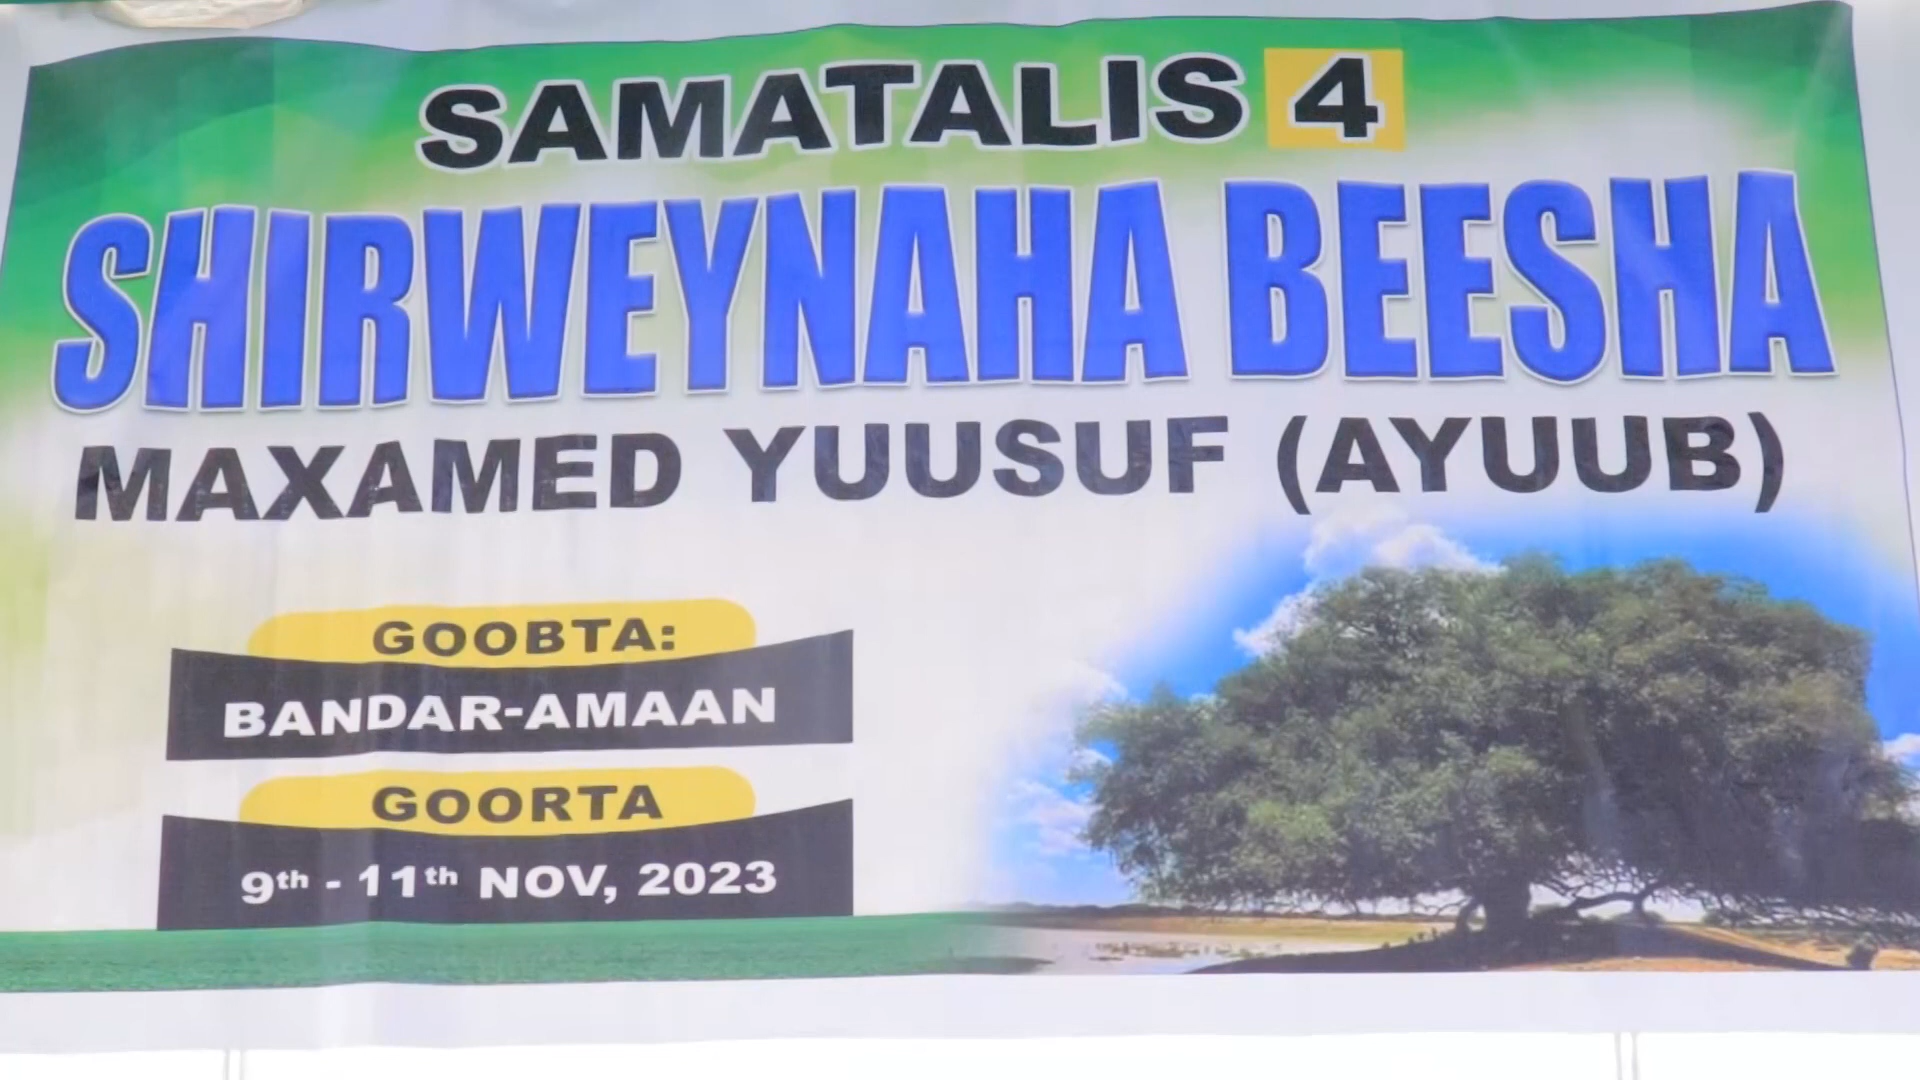 SAMATALIS 4
SHIRWEYNAHA BEESHA
MAXAMED YUUSUF (AYUUB)
GOOBTA:
BANDAR-AMAAN
GOORTA
9th - 11th NOV, 2023